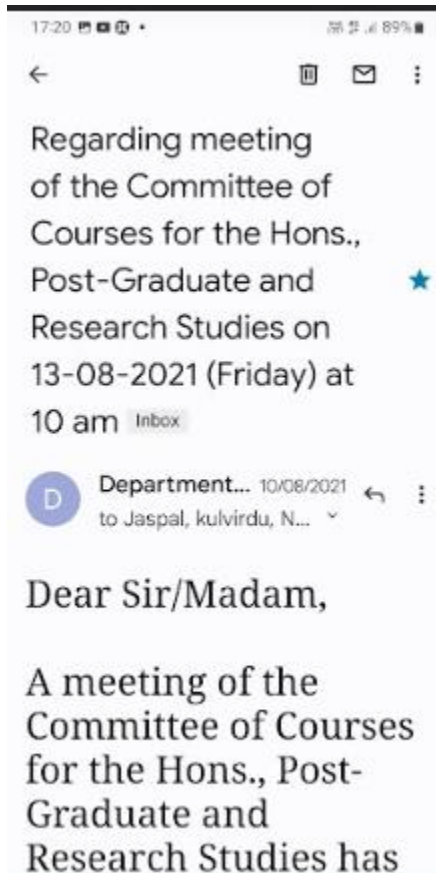 17:20
89%
Regarding meeting
of the Committee of
Courses for the Hons.,
Post-Graduate and
Research Studies on
13-08-2021 (Friday) at
10 am Inbox
D
Department... 10/08/2021
to Jaspal, kulvirdu, N...
Dear Sir/Madam,
A meeting of the
Committee of Courses
for the Hons., Post-
Graduate and
Research Studies has